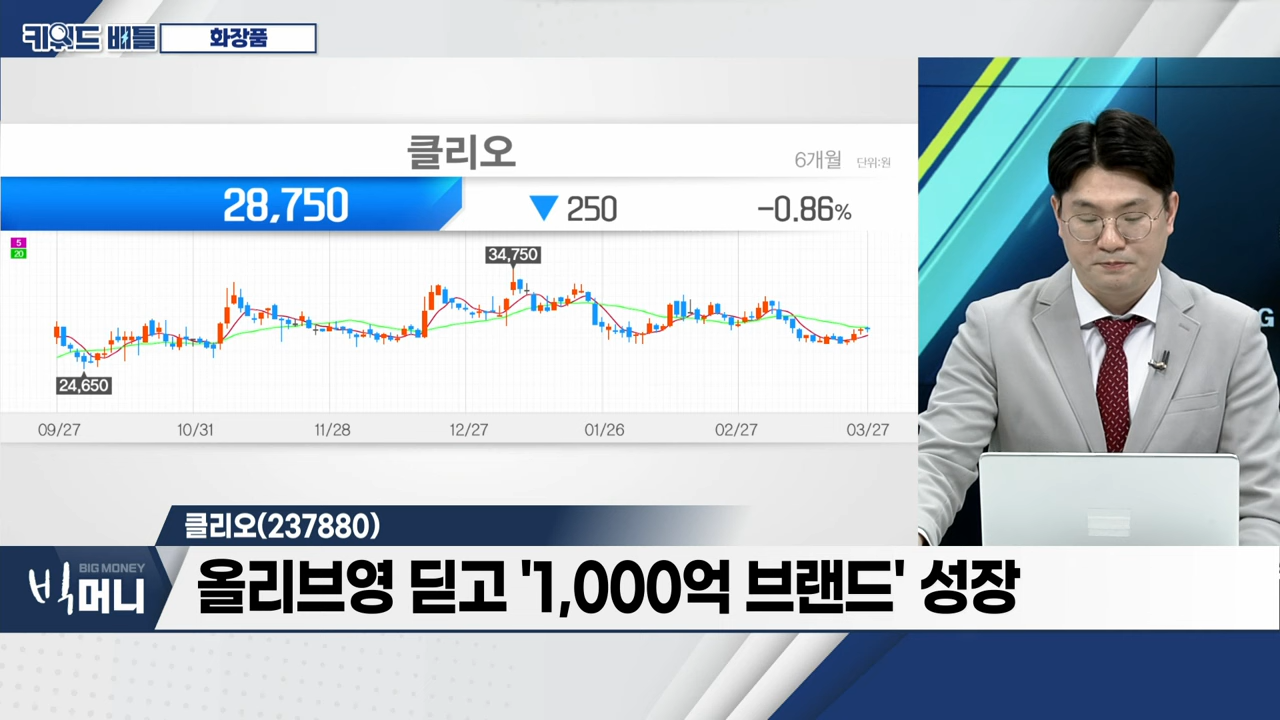 키워드 배틀
화장품
클리오
6개월 단위:원
28,750 ▼ 250 -0.86%
5
20
34,750
24,650
09/27 10/31 11/28 12/27 01/26 02/27 03/27
G
클리오(237880)
BIG MONEY
빅머니
올리브영 딛고 '1,000억 브랜드' 성장